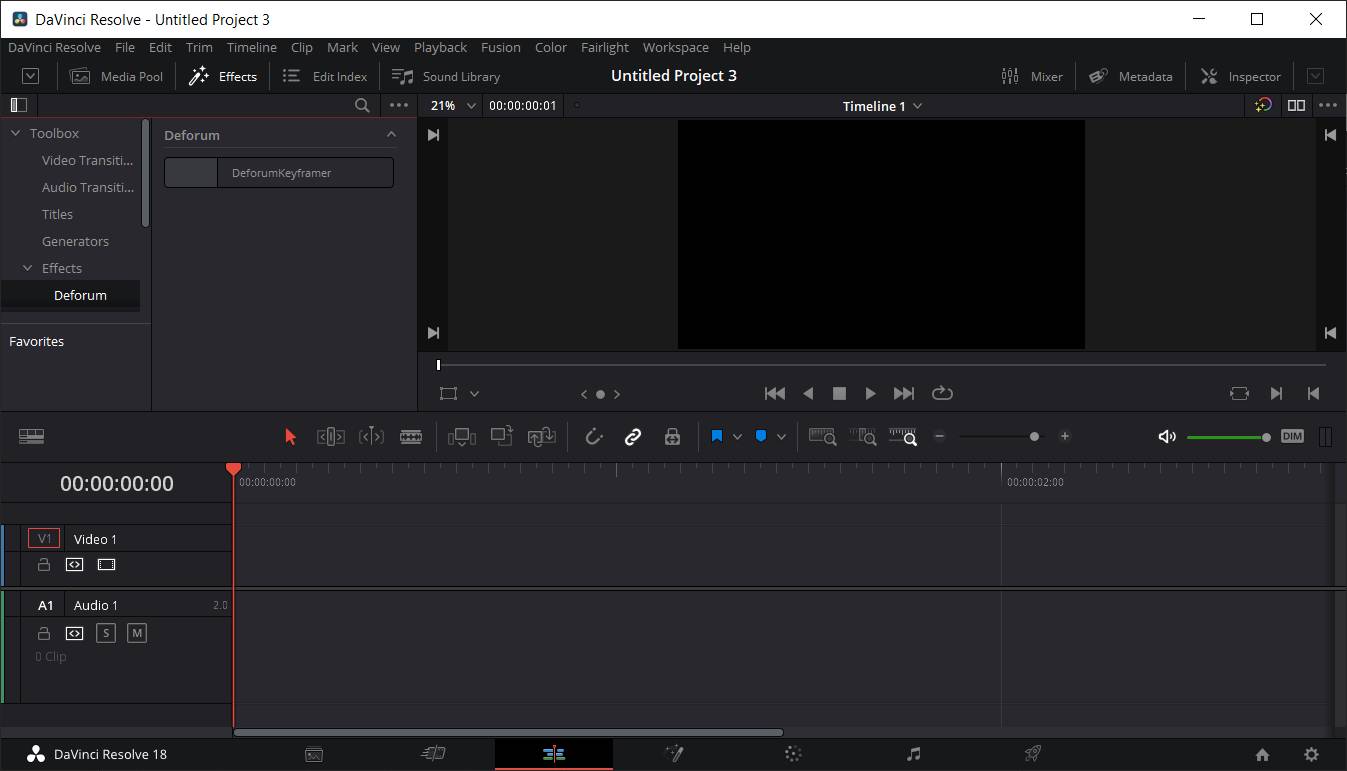 DaVinci Resolve - Untitled Project 3
DaVinci Resolve File Edit Trim Timeline Clip Mark View Playback Fusion Color Fairlight Workspace Help
Media Pool Effects Edit Index Sound Library Untitled Project 3 Mixer Metadata Inspector
21% 00:00:00:01 Timeline 1
Toolbox
Video Transiti...
Audio Transiti...
Titles
Generators
Effects
Deforum
Favorites
Deforum
DeforumKeyframer
DIM
00:00:00:00 00:00:00:00 00:00:02:00
V1 Video 1
A1 Audio 1 2.0
S M
0 Clip
DaVinci Resolve 18